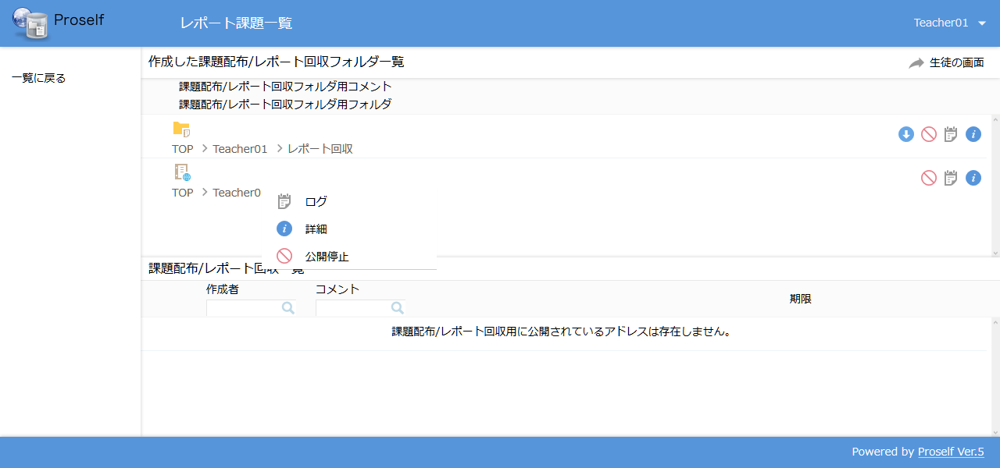 Proself
レポート課題一覧
Teacher01
一覧に戻る
作成した課題配布/レポート回収フォルダ一覧
生徒の画面
課題配布/レポート回収フォルダ用コメント
課題配布/レポート回収フォルダ用フォルダ
TOP > Teacher01 > レポート回収
TOP > Teacher0
ログ
詳細
公開停止
課題配布/レポート回収一覧
作成者 コメント
期限
課題配布/レポート回収用に公開されているアドレスは存在しません。
Powered by Proself Ver.5